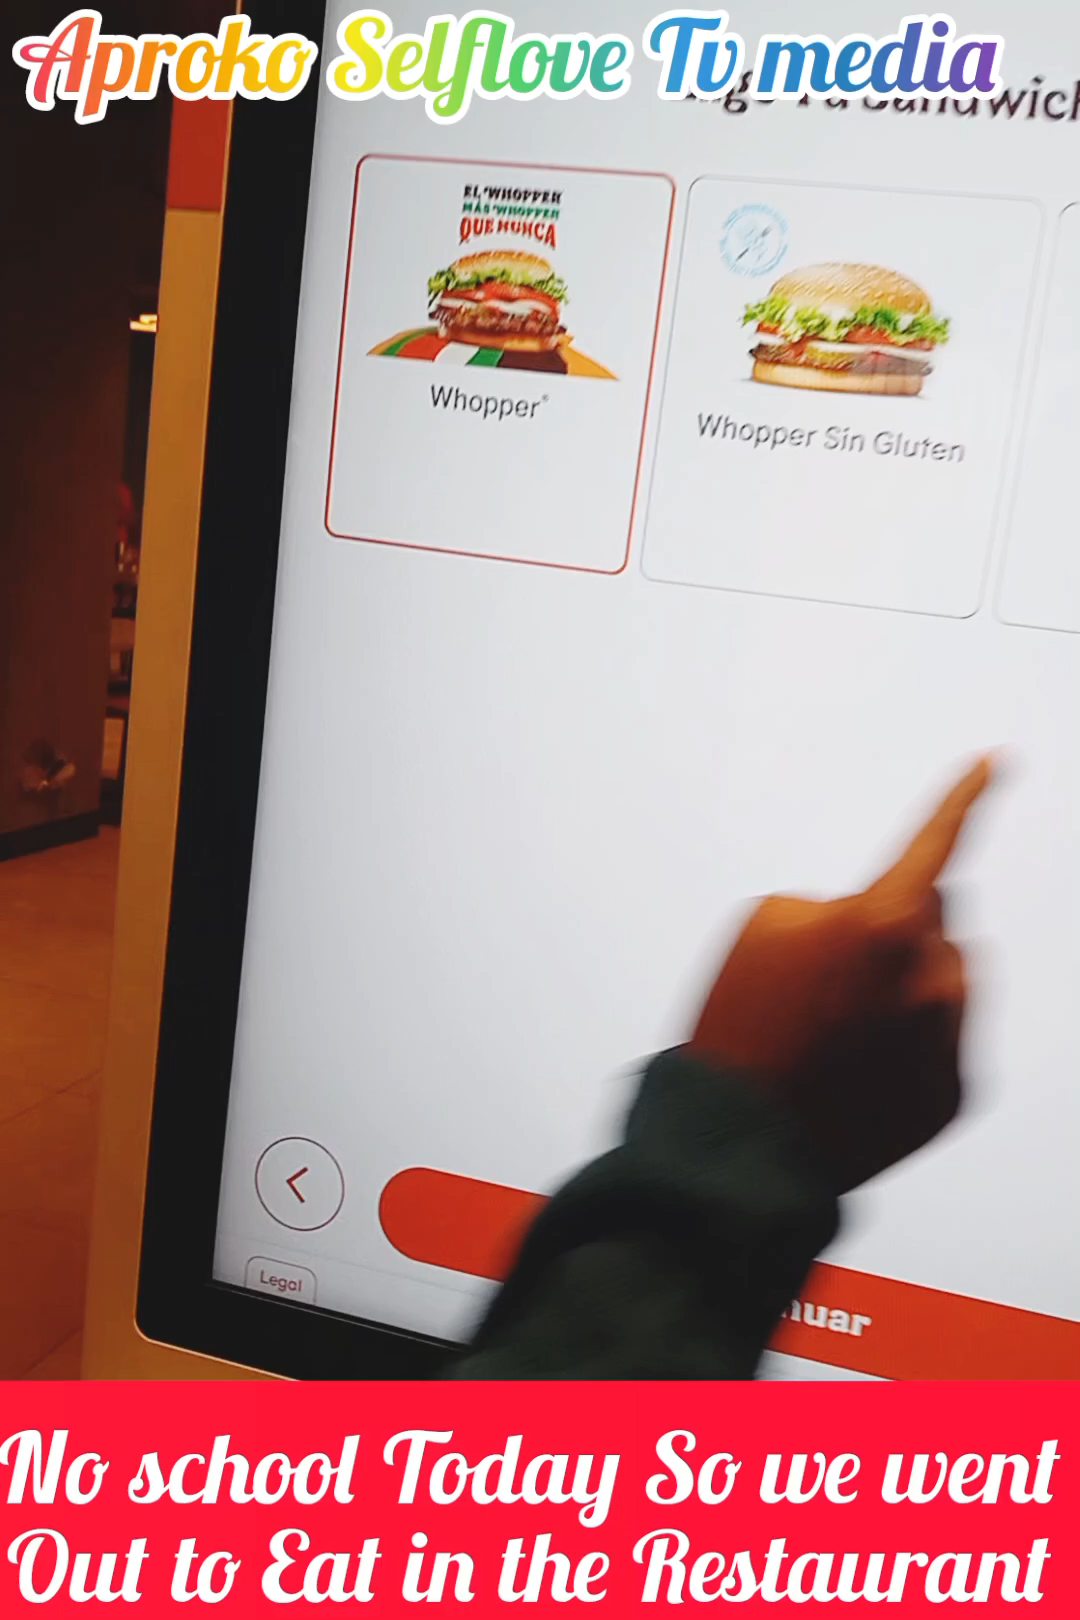 Aproko Selflove Tv media
Sandwich
EL WHOPPER
MÁS WHOPPER
QUE NUNCA
Whopper®
Whopper Sin Gluten
Legal
No school Today So we went
Out to Eat in the Restaurant